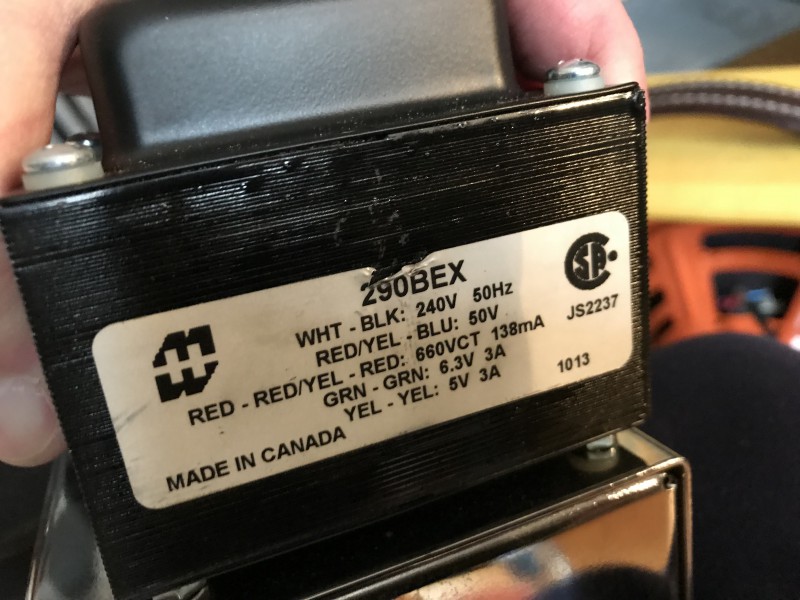 290BEX
WHT - BLK: 240V 50Hz
RED/YEL - BLU: 50V
RED - RED/YEL - RED: 660VCT 138mA
GRN - GRN: 6.3V 3A
YEL - YEL: 5V 3A
MADE IN CANADA
SA
JS2237
1013